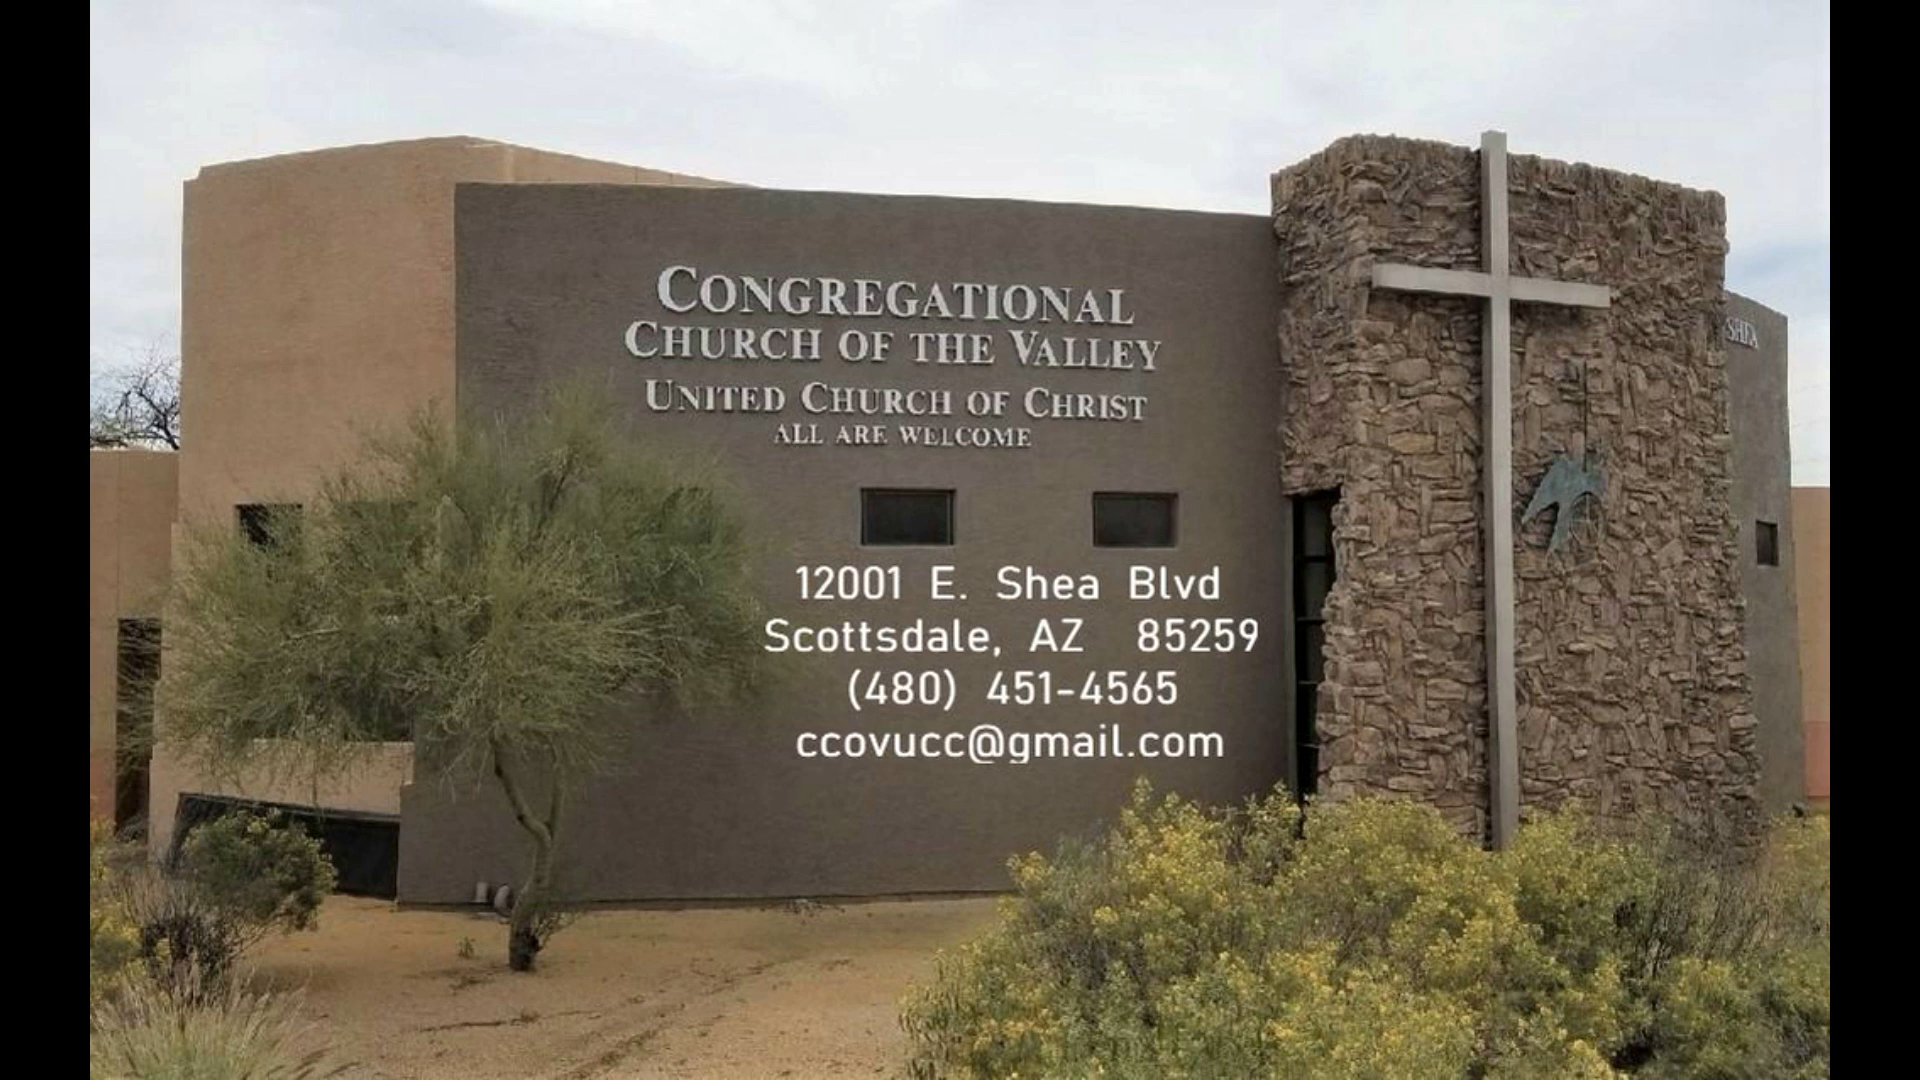 CONGREGATIONAL
CHURCH OF THE VALLEY
UNITED CHURCH OF CHRIST
ALL ARE WELCOME
SHEA
12001 E. Shea Blvd
Scottsdale, AZ 85259
(480) 451-4565
ccovucc@gmail.com